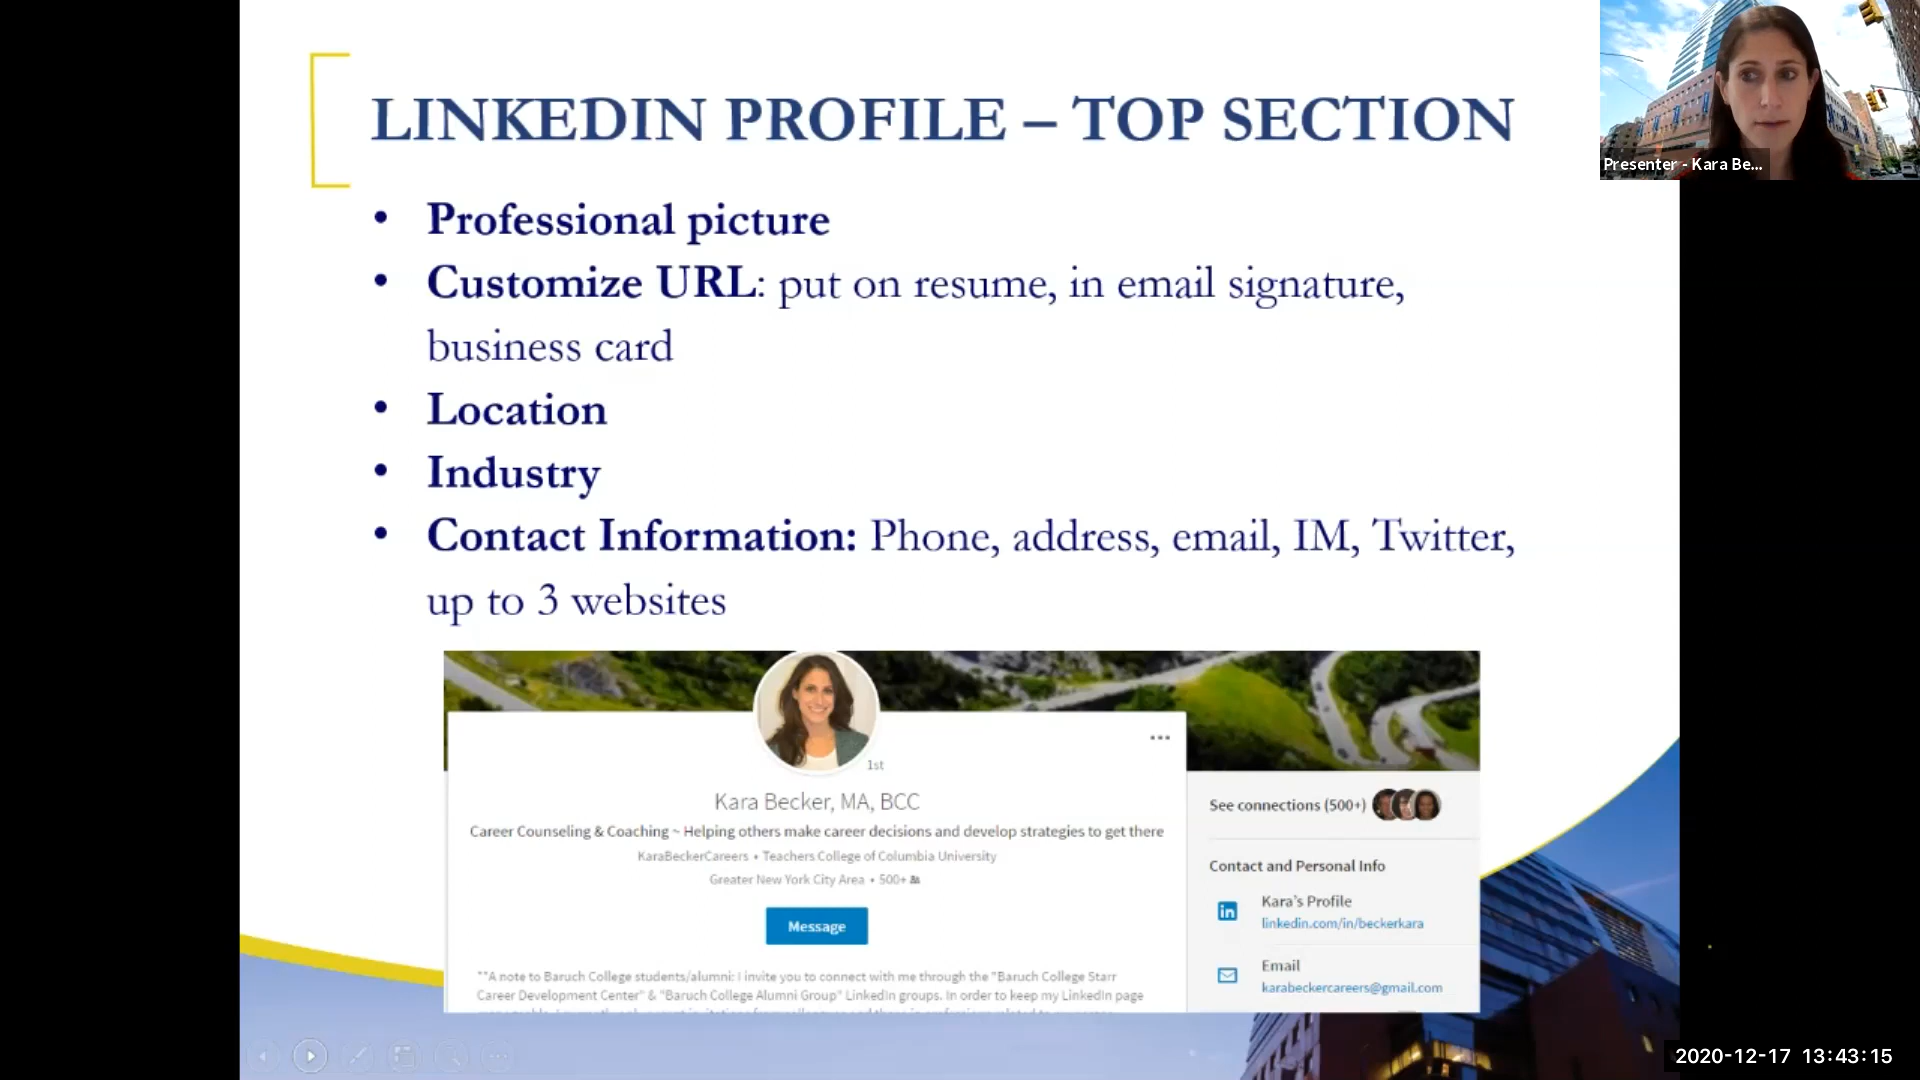 LINKEDIN PROFILE – TOP SECTION
Presenter - Kara Be...
• Professional picture
• Customize URL: put on resume, in email signature,
business card
• Location
• Industry
• Contact Information: Phone, address, email, IM, Twitter,
up to 3 websites
1st
Kara Becker, MA, BCC
Career Counseling & Coaching ~ Helping others make career decisions and develop strategies to get there
KaraBeckerCareers • Teachers College of Columbia University
Greater New York City Area • 500+
Message
**A note to Baruch College students/alumni: I invite you to connect with me through the "Baruch College Starr
Career Development Center" & "Baruch College Alumni Group" LinkedIn groups. In order to keep my LinkedIn page
See connections (500+)
Contact and Personal Info
in
Kara's Profile
linkedin.com/in/beckerkara
Email
karabeckercareers@gmail.com
2020-12-17 13:43:15